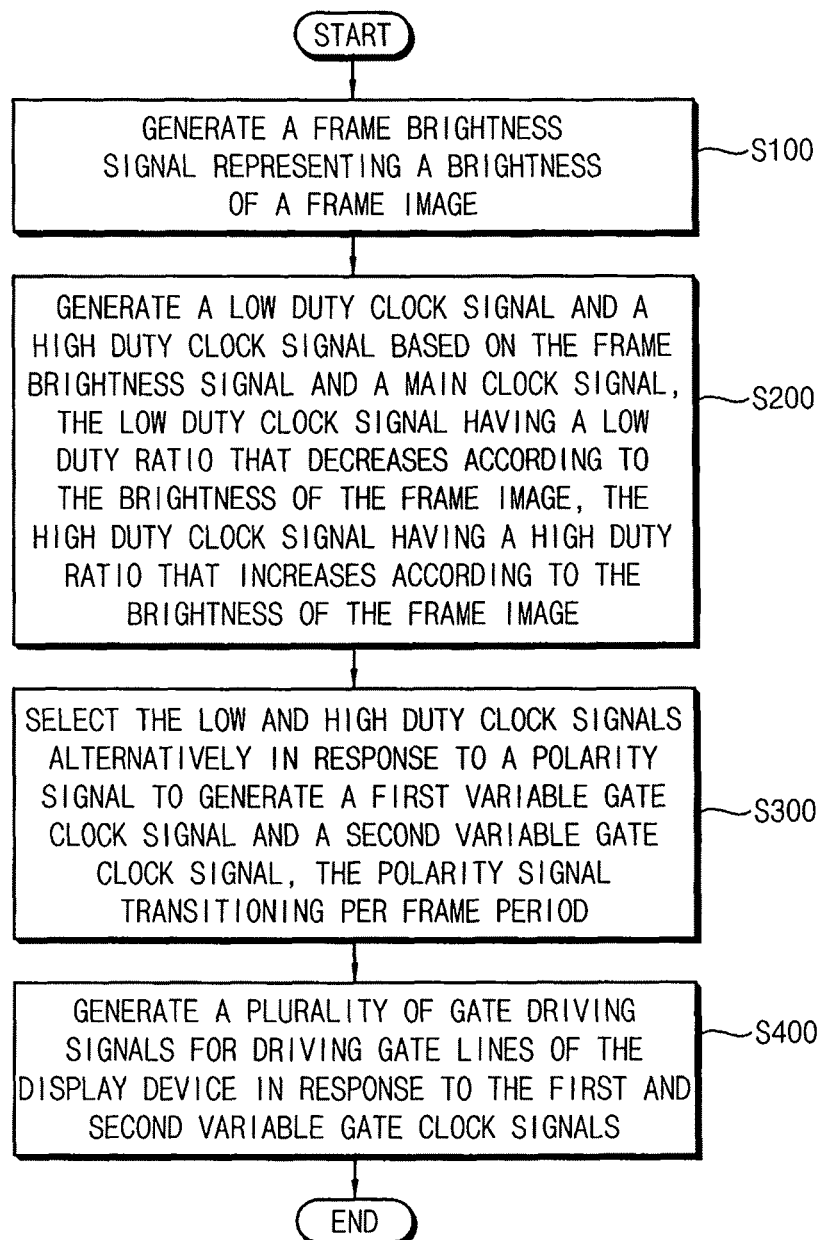 START
GENERATE A FRAME BRIGHTNESS
SIGNAL REPRESENTING A BRIGHTNESS
OF A FRAME IMAGE
S100
GENERATE A LOW DUTY CLOCK SIGNAL AND A
HIGH DUTY CLOCK SIGNAL BASED ON THE FRAME
BRIGHTNESS SIGNAL AND A MAIN CLOCK SIGNAL,
THE LOW DUTY CLOCK SIGNAL HAVING A LOW
DUTY RATIO THAT DECREASES ACCORDING TO
THE BRIGHTNESS OF THE FRAME IMAGE, THE
HIGH DUTY CLOCK SIGNAL HAVING A HIGH DUTY
RATIO THAT INCREASES ACCORDING TO THE
BRIGHTNESS OF THE FRAME IMAGE
S200
SELECT THE LOW AND HIGH DUTY CLOCK SIGNALS
ALTERNATIVELY IN RESPONSE TO A POLARITY
SIGNAL TO GENERATE A FIRST VARIABLE GATE
CLOCK SIGNAL AND A SECOND VARIABLE GATE
CLOCK SIGNAL, THE POLARITY SIGNAL
TRANSITIONING PER FRAME PERIOD
S300
GENERATE A PLURALITY OF GATE DRIVING
SIGNALS FOR DRIVING GATE LINES OF THE
DISPLAY DEVICE IN RESPONSE TO THE FIRST AND
SECOND VARIABLE GATE CLOCK SIGNALS
S400
END